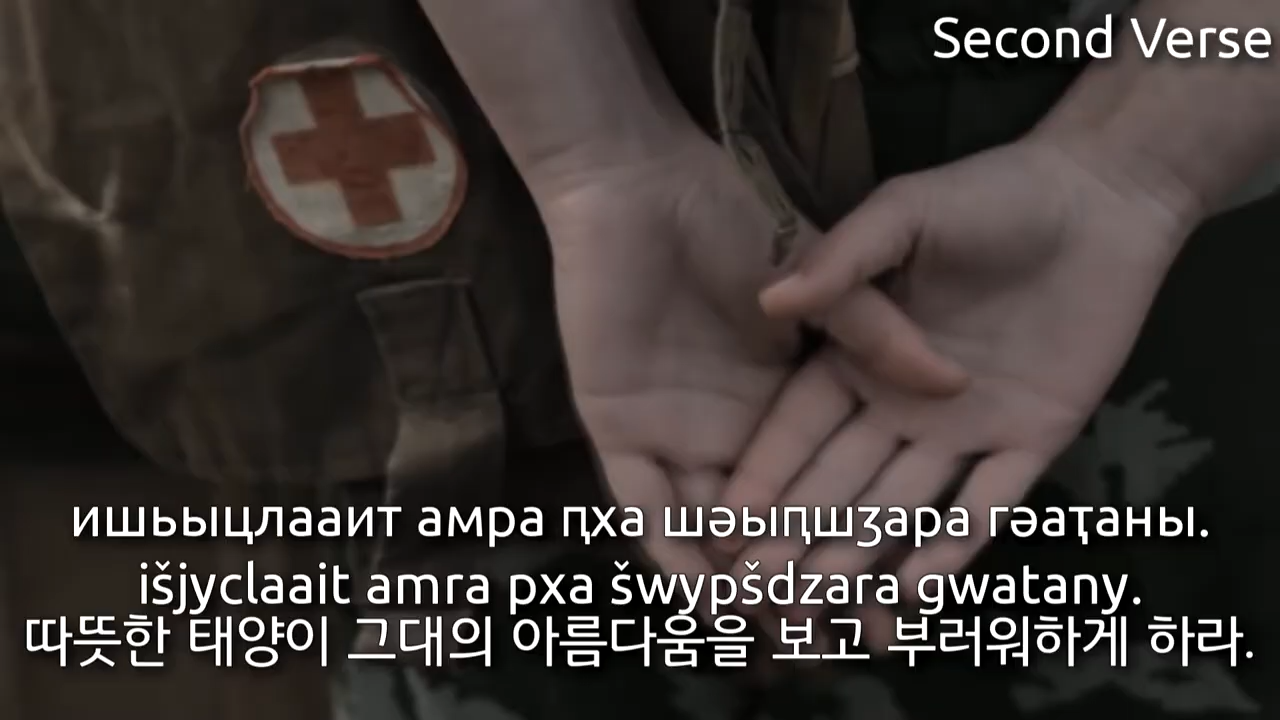 Second Verse
ишьыцлааит амра ԥха шәыԥшӡара гәаҭаны.
išjyclaait amra pxa šwypšdzara gwatany.
따뜻한 태양이 그대의 아름다움을 보고 부러워하게 하라.